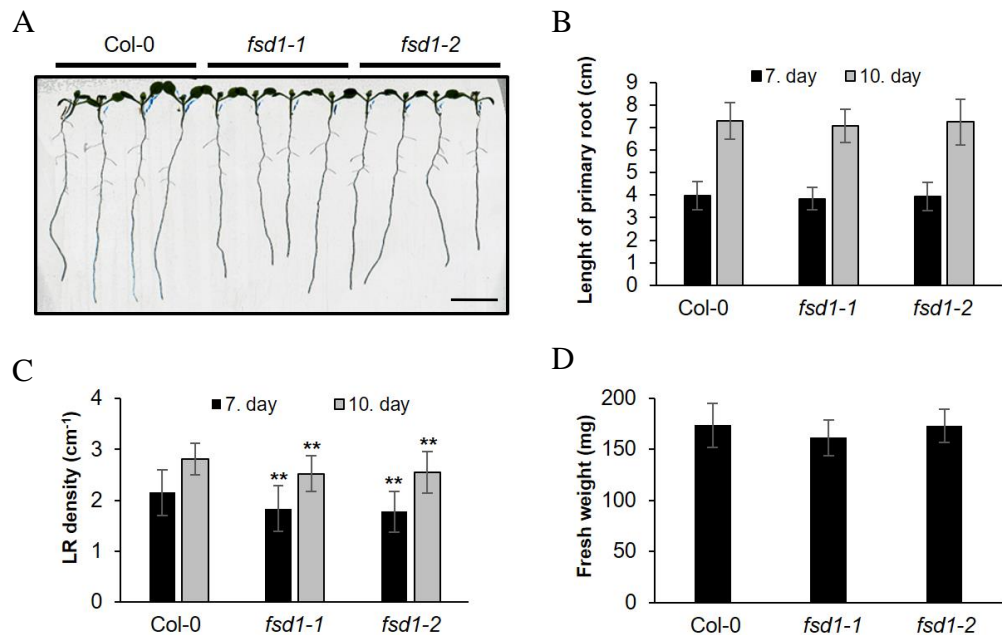 A
Col-0 fsd1-1 fsd1-2
B
7. day 10. day
Lenght of primary root (cm)
9
8
7
6
5
4
3
2
1
0
Col-0 fsd1-1 fsd1-2
C
7. day 10. day
LR density (cm-1)
4
3
2
1
0
** ** ** **
Col-0 fsd1-1 fsd1-2
D
Fresh weight (mg)
200
150
100
50
0
Col-0 fsd1-1 fsd1-2